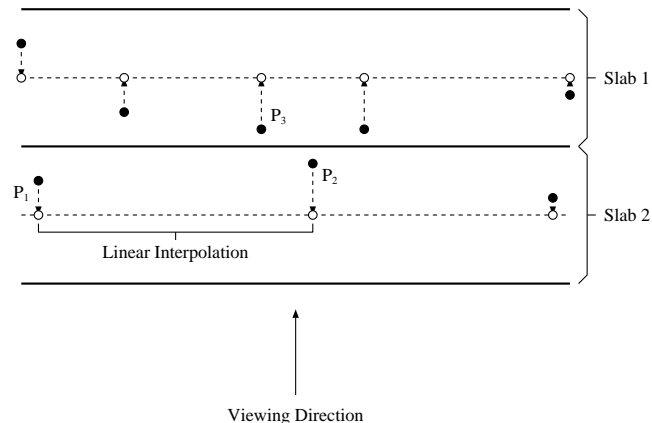 Slab 1
P3
P1
P2
Slab 2
Linear Interpolation
Viewing Direction